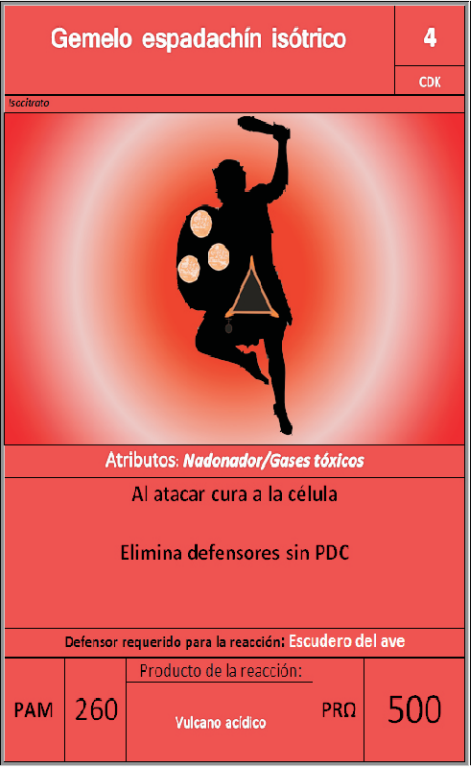 Gemelo espadachín isótrico
4
CDK
Isocitrato
Atributos: Nadonador/Gases tóxicos
Al atacar cura a la célula
Elimina defensores sin PDC
Defensor requerido para la reacción: Escudero del ave
Producto de la reacción:
PAM 260 Vulcano acídico PRΩ 500